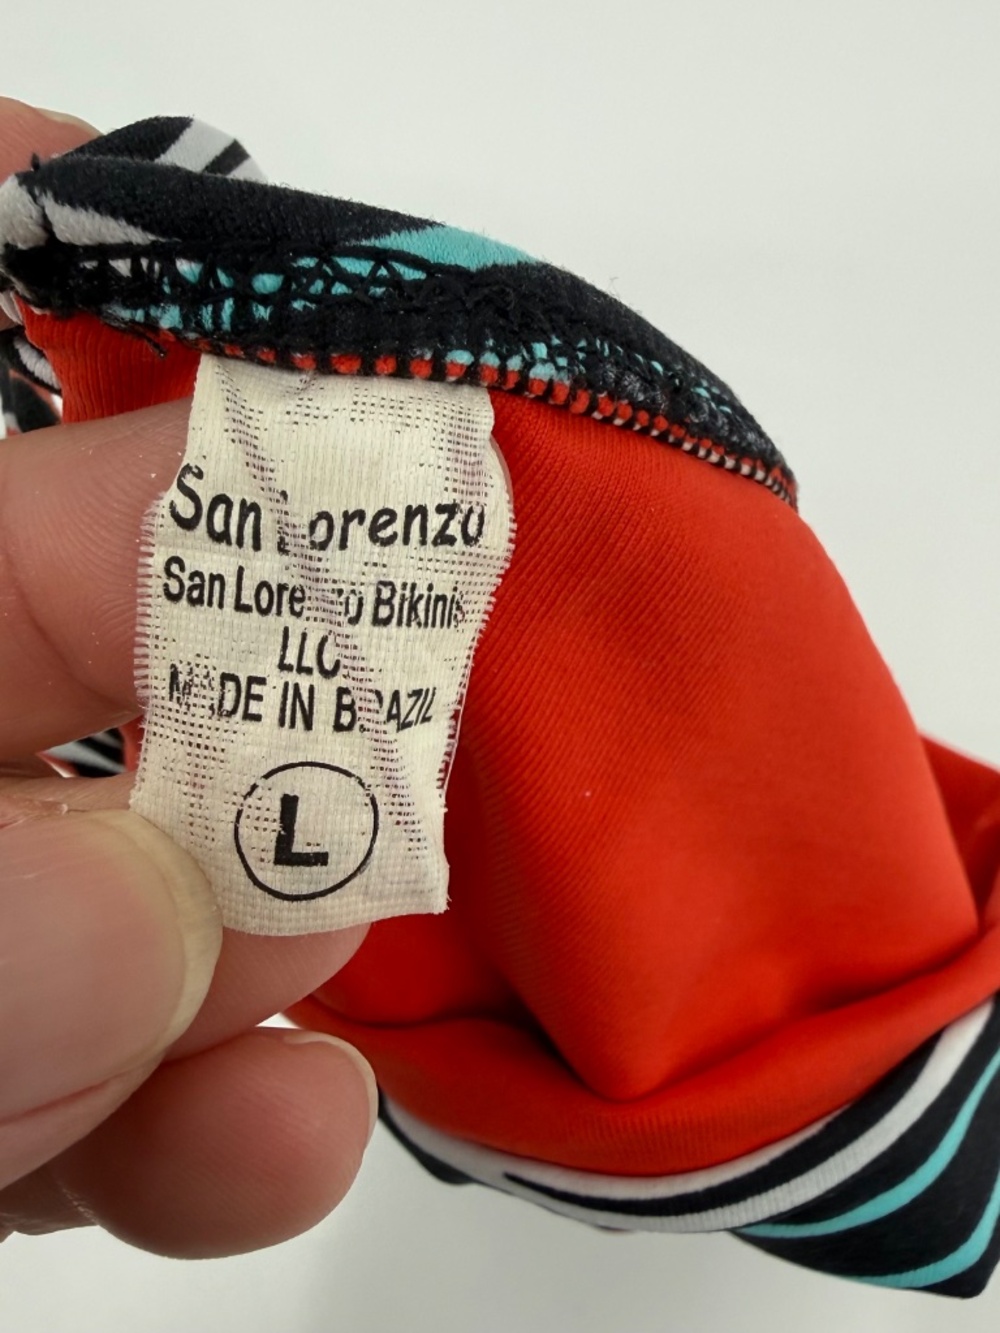 San Lorenzo
San Lorenzo Bikinis
LLC
MADE IN BRAZIL
L